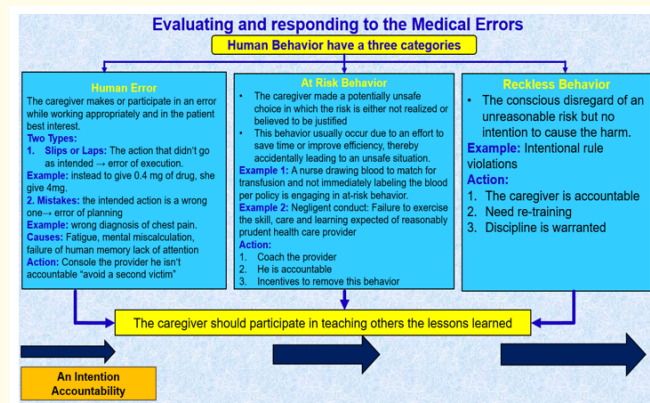 Evaluating and responding to the Medical Errors
Human Behavior have a three categories
Human Error
The caregiver makes or participate in an error
while working appropriately and in the patient
best interest.
Two Types:
1. Slips or Laps: The action that didn't go
as intended → error of execution.
Example: instead to give 0.4 mg of drug, she
give 4mg.
2. Mistakes: the intended action is a wrong
one→ error of planning
Example: wrong diagnosis of chest pain.
Causes: Fatigue, mental miscalculation,
failure of human memory lack of attention
Action: Console the provider he isn't
accountable "avoid a second victim"
At Risk Behavior
• The caregiver made a potentially unsafe
choice in which the risk is either not realized or
believed to be justified
• This behavior usually occur due to an effort to
save time or improve efficiency, thereby
accidentally leading to an unsafe situation.
Example 1: A nurse drawing blood to match for
transfusion and not immediately labeling the blood
per policy is engaging in at-risk behavior.
Example 2: Negligent conduct: Failure to exercise
the skill, care and learning expected of reasonably
prudent health care provider
Action:
1. Coach the provider
2. He is accountable
3. Incentives to remove this behavior
Reckless Behavior
• The conscious disregard of an
unreasonable risk but no
intention to cause the harm.
Example: Intentional rule
violations
Action:
1. The caregiver is accountable
2. Need re-training
3. Discipline is warranted
The caregiver should participate in teaching others the lessons learned
An Intention
Accountability